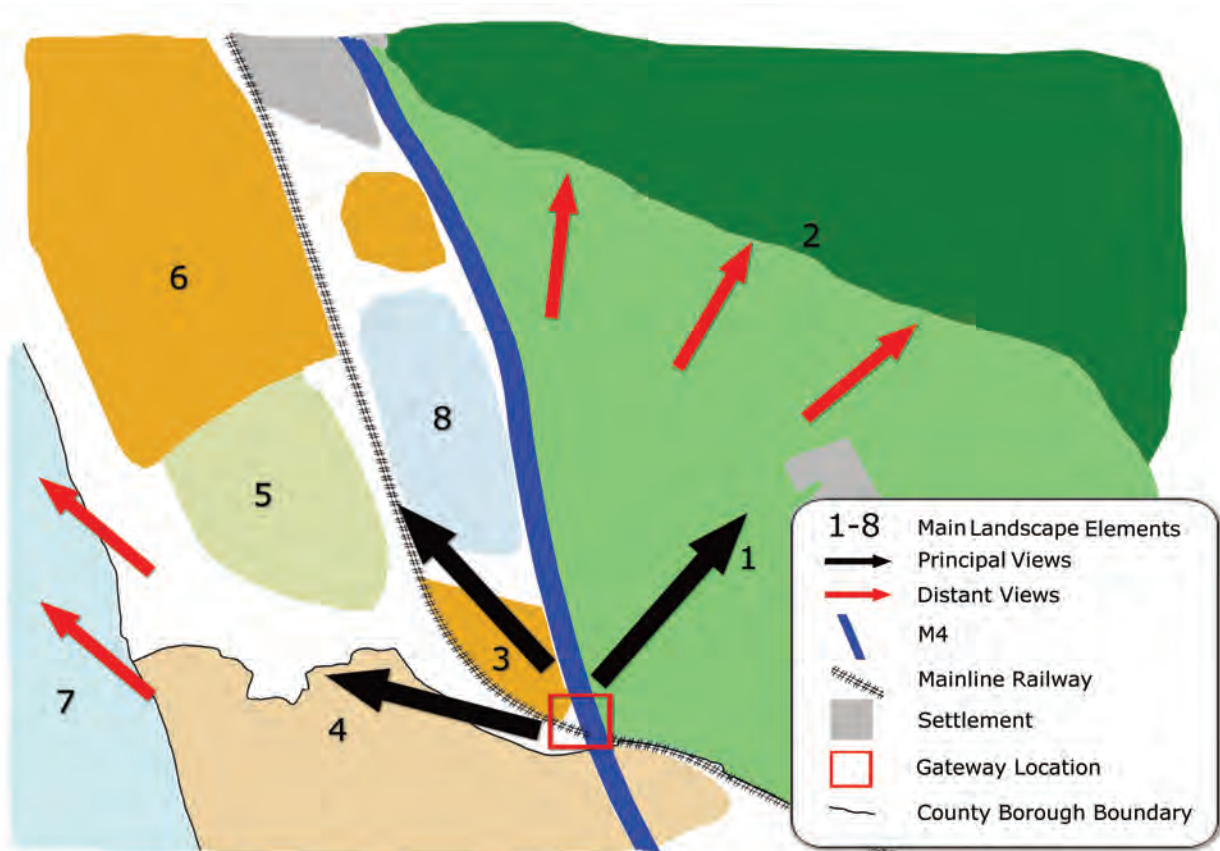 2
6
8
5
1
3
7
4
1-8 Main Landscape Elements
Principal Views
Distant Views
M4
Mainline Railway
Settlement
Gateway Location
County Borough Boundary